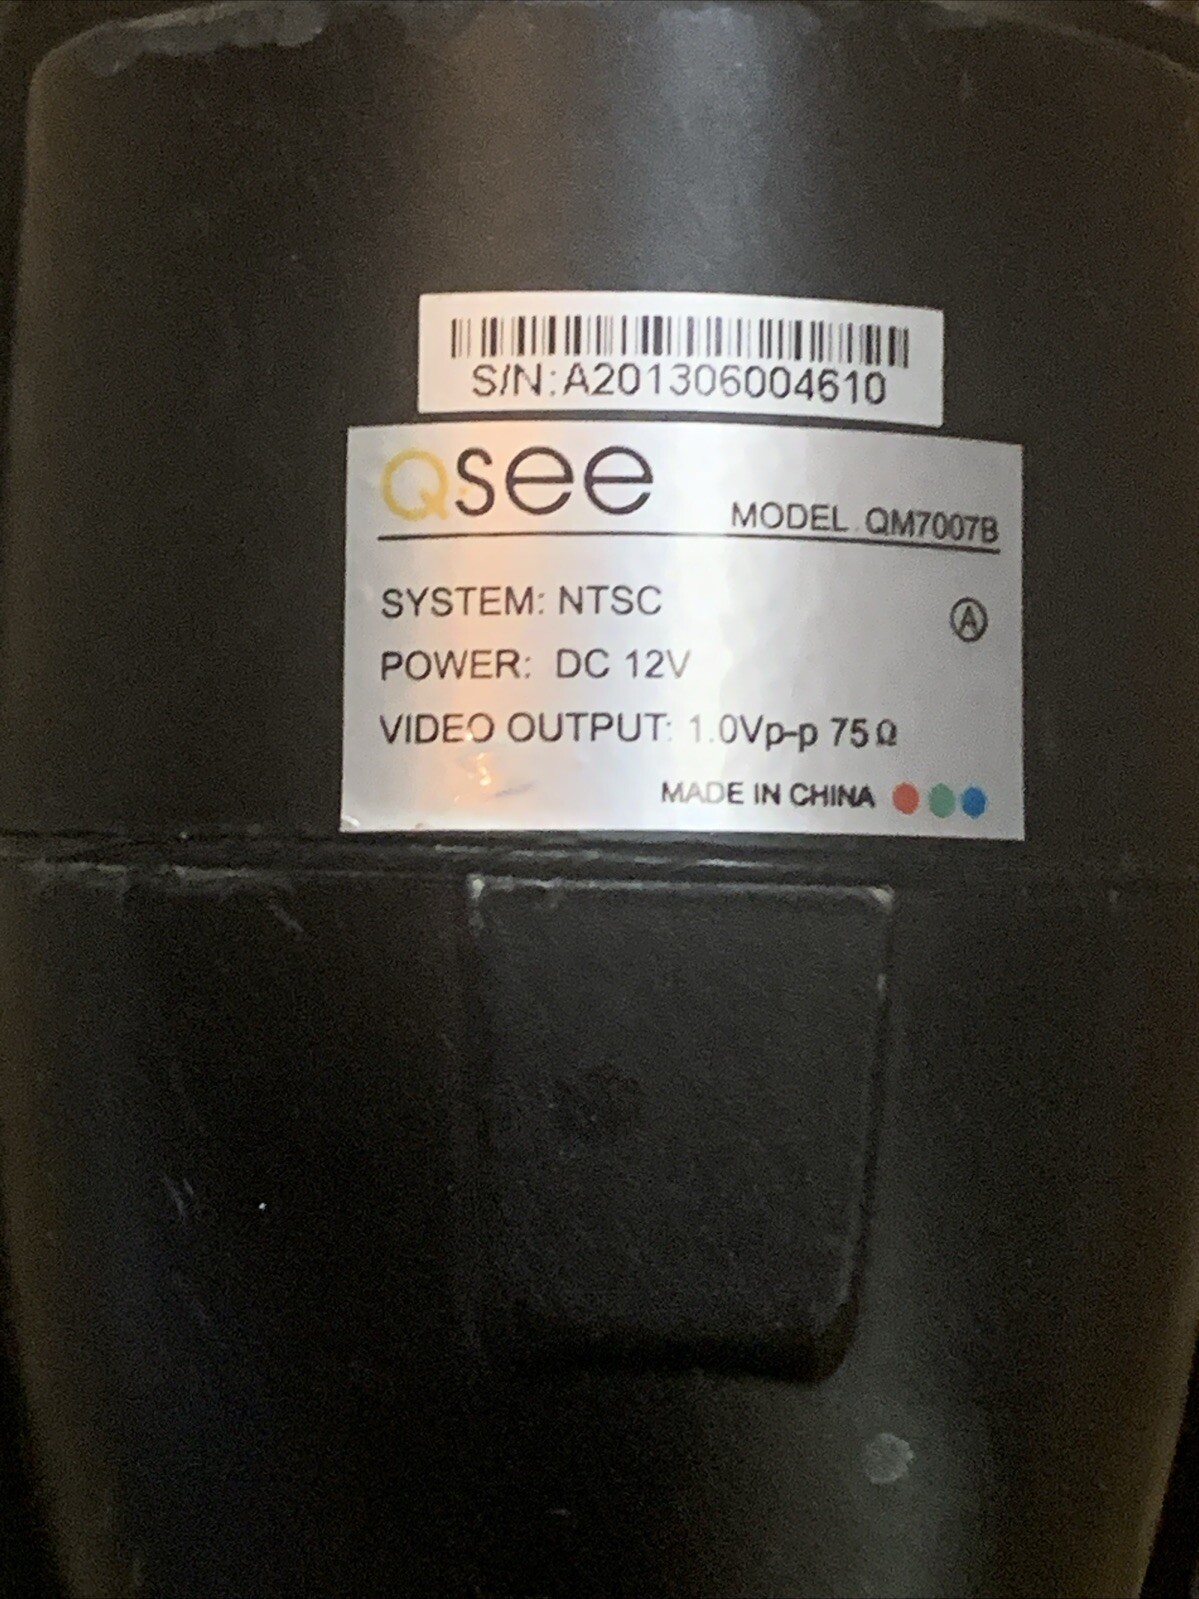 S/N:A201306004610
Qsee
MODEL QM7007B
SYSTEM: NTSC
Ⓐ
POWER: DC 12V
VIDEO OUTPUT: 1.0Vp-p 75Ω
MADE IN CHINA